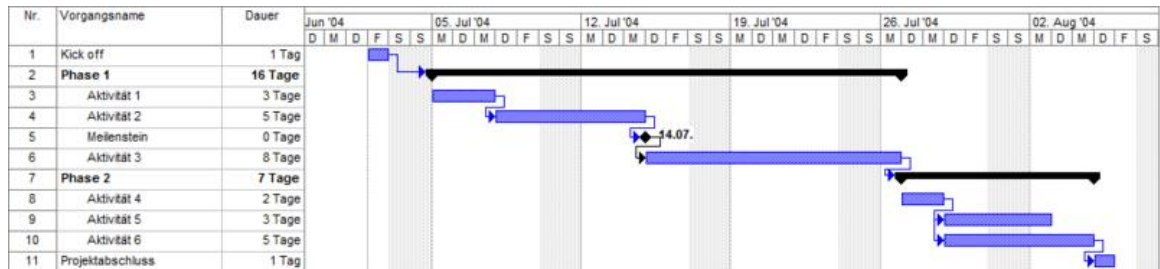 Nr. Vorgangsname Dauer Jun '04 05. Jul '04 12. Jul '04 19. Jul '04 26. Jul '04 02. Aug '04
D M D F S S M D M D F S S M D M D F S S M D M D F S S M D M D F S S M D M D F S
1 Kick off 1 Tag
2 Phase 1 16 Tage
3 Aktivität 1 3 Tage
4 Aktivität 2 5 Tage
5 Meilenstein 0 Tage 14.07.
6 Aktivität 3 8 Tage
7 Phase 2 7 Tage
8 Aktivität 4 2 Tage
9 Aktivität 5 3 Tage
10 Aktivität 6 5 Tage
11 Projektabschluss 1 Tag